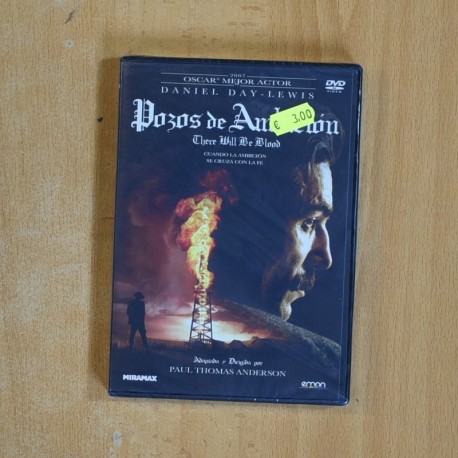 2007
OSCAR® MEJOR ACTOR
DVD
VIDEO
DANIEL DAY-LEWIS
Pozos de Ambición
€ 3,00
There Will Be Blood
CUANDO LA AMBICIÓN
SE CRUZA CON LA FE
Adaptada y Dirigida por
PAUL THOMAS ANDERSON
MIRAMAX
emon